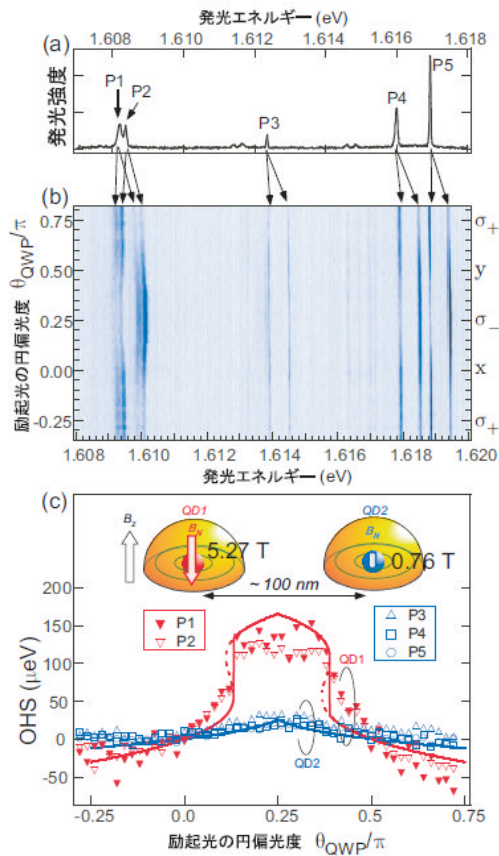 発光エネルギー (eV)
1.608 1.610 1.612 1.614 1.616 1.618
(a)
発光強度
P1 P2 P3 P4 P5
(b)
励起光の円偏光度 θQWP/π
0.75 0.50 0.25 0.00 -0.25
σ+ y σ− x σ+
1.608 1.610 1.612 1.614 1.616 1.618 1.620
発光エネルギー (eV)
(c)
QD1 QD2
Bz BN 5.27 T BN 0.76 T
~100 nm
P1 P3
P2 P4
P5
QD1
QD2
OHS (μeV)
200 150 100 50 0 -50
-0.25 0.0 0.25 0.5 0.75
励起光の円偏光度 θQWP/π